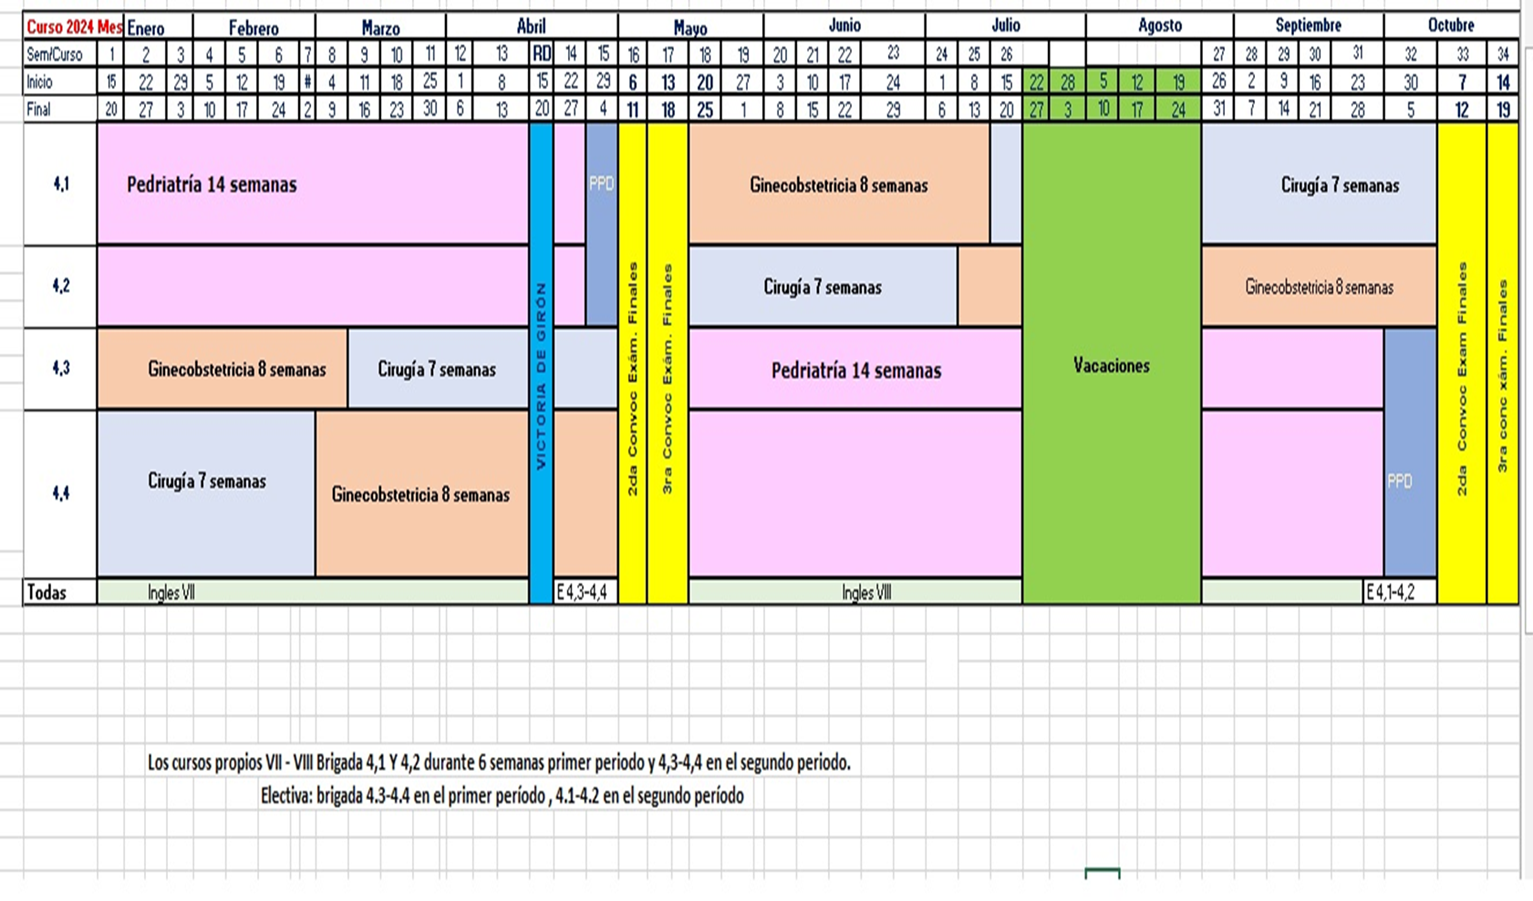 Curso 2024 Mes Enero Febrero Marzo Abril Mayo Junio Julio Agosto Septiembre Octubre
Sem/Curso 1 2 3 4 5 6 7 8 9 10 11 12 13 RD 14 15 16 17 18 19 20 21 22 23 24 25 26 27 28 29 30 31 32 33 34
Inicio 15 22 29 5 12 19 # 4 11 18 25 1 8 15 22 29 6 13 20 27 3 10 17 24 1 8 15 22 28 5 12 19 26 2 9 16 23 30 7 14
Final 20 27 3 10 17 24 2 9 16 23 30 6 13 20 27 4 11 18 25 1 8 15 22 29 6 13 20 27 3 10 17 24 31 7 14 21 28 5 12 19
4,1 Pedriatría 14 semanas PPD Ginecobstetricia 8 semanas Cirugía 7 semanas
4,2 Cirugía 7 semanas Ginecobstetricia 8 semanas
4,3 Ginecobstetricia 8 semanas Cirugía 7 semanas Pedriatría 14 semanas
4,4 Cirugía 7 semanas Ginecobstetricia 8 semanas PPD
VICTORIA DE GIRÓN
2da Convoc Exám. Finales
3ra Convoc Exám. Finales
Vacaciones
2da Convoc Exam Finales
3ra conc xám. Finales
Todas Ingles VII E 4,3-4,4 Ingles VIII E 4,1-4,2
Los cursos propios VII - VIII Brigada 4,1 Y 4,2 durante 6 semanas primer periodo y 4,3-4,4 en el segundo periodo.
Electiva: brigada 4.3-4.4 en el primer período , 4.1-4.2 en el segundo período